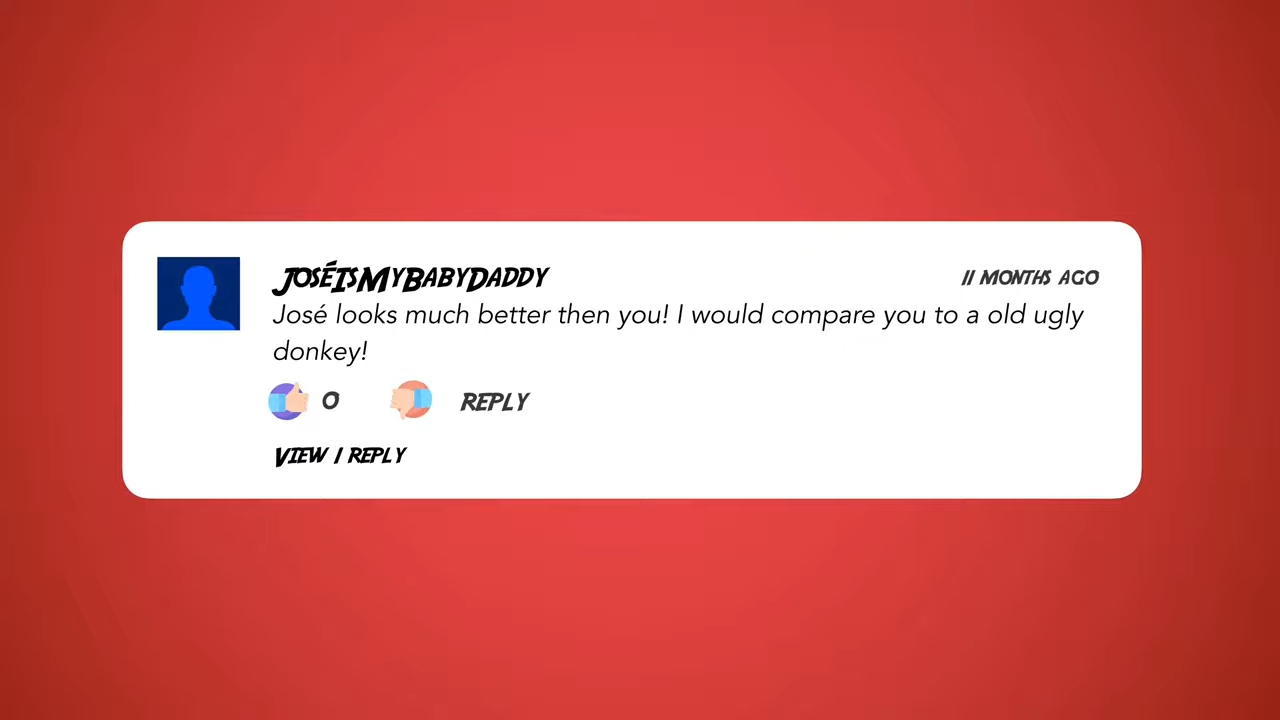 JoséIsMyBabyDaddy 11 months ago
José looks much better then you! I would compare you to a old ugly
donkey!
0 REPLY
View 1 reply